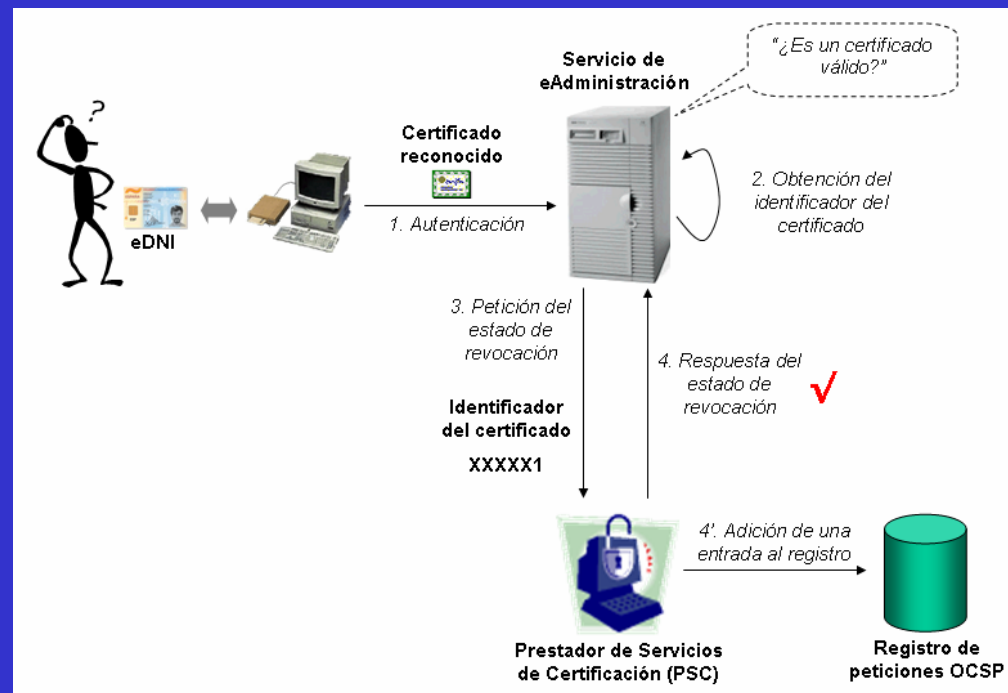 "¿Es un certificado
válido?"
Servicio de
eAdministración
?
Certificado
reconocido
1. Autenticación
2. Obtención del
identificador del
certificado
eDNI
3. Petición del
estado de
revocación
4. Respuesta del
estado de
revocación
Identificador
del certificado
XXXXX1
4'. Adición de una
entrada al registro
Prestador de Servicios
de Certificación (PSC)
Registro de
peticiones OCSP